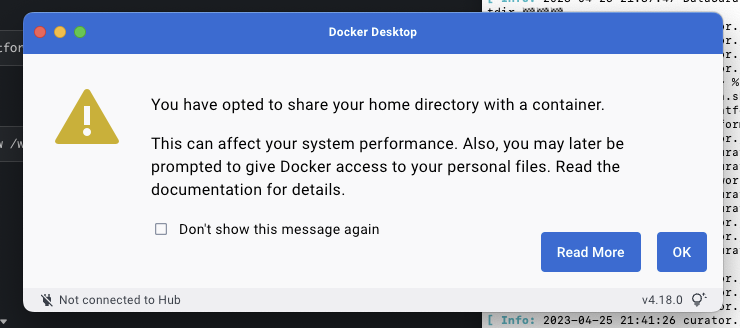 Docker Desktop
You have opted to share your home directory with a container.
This can affect your system performance. Also, you may later be
prompted to give Docker access to your personal files. Read the
documentation for details.
Don't show this message again
Read More
OK
Not connected to Hub
v4.18.0
[ Info: 2023-04-25 21:41:26 curator.